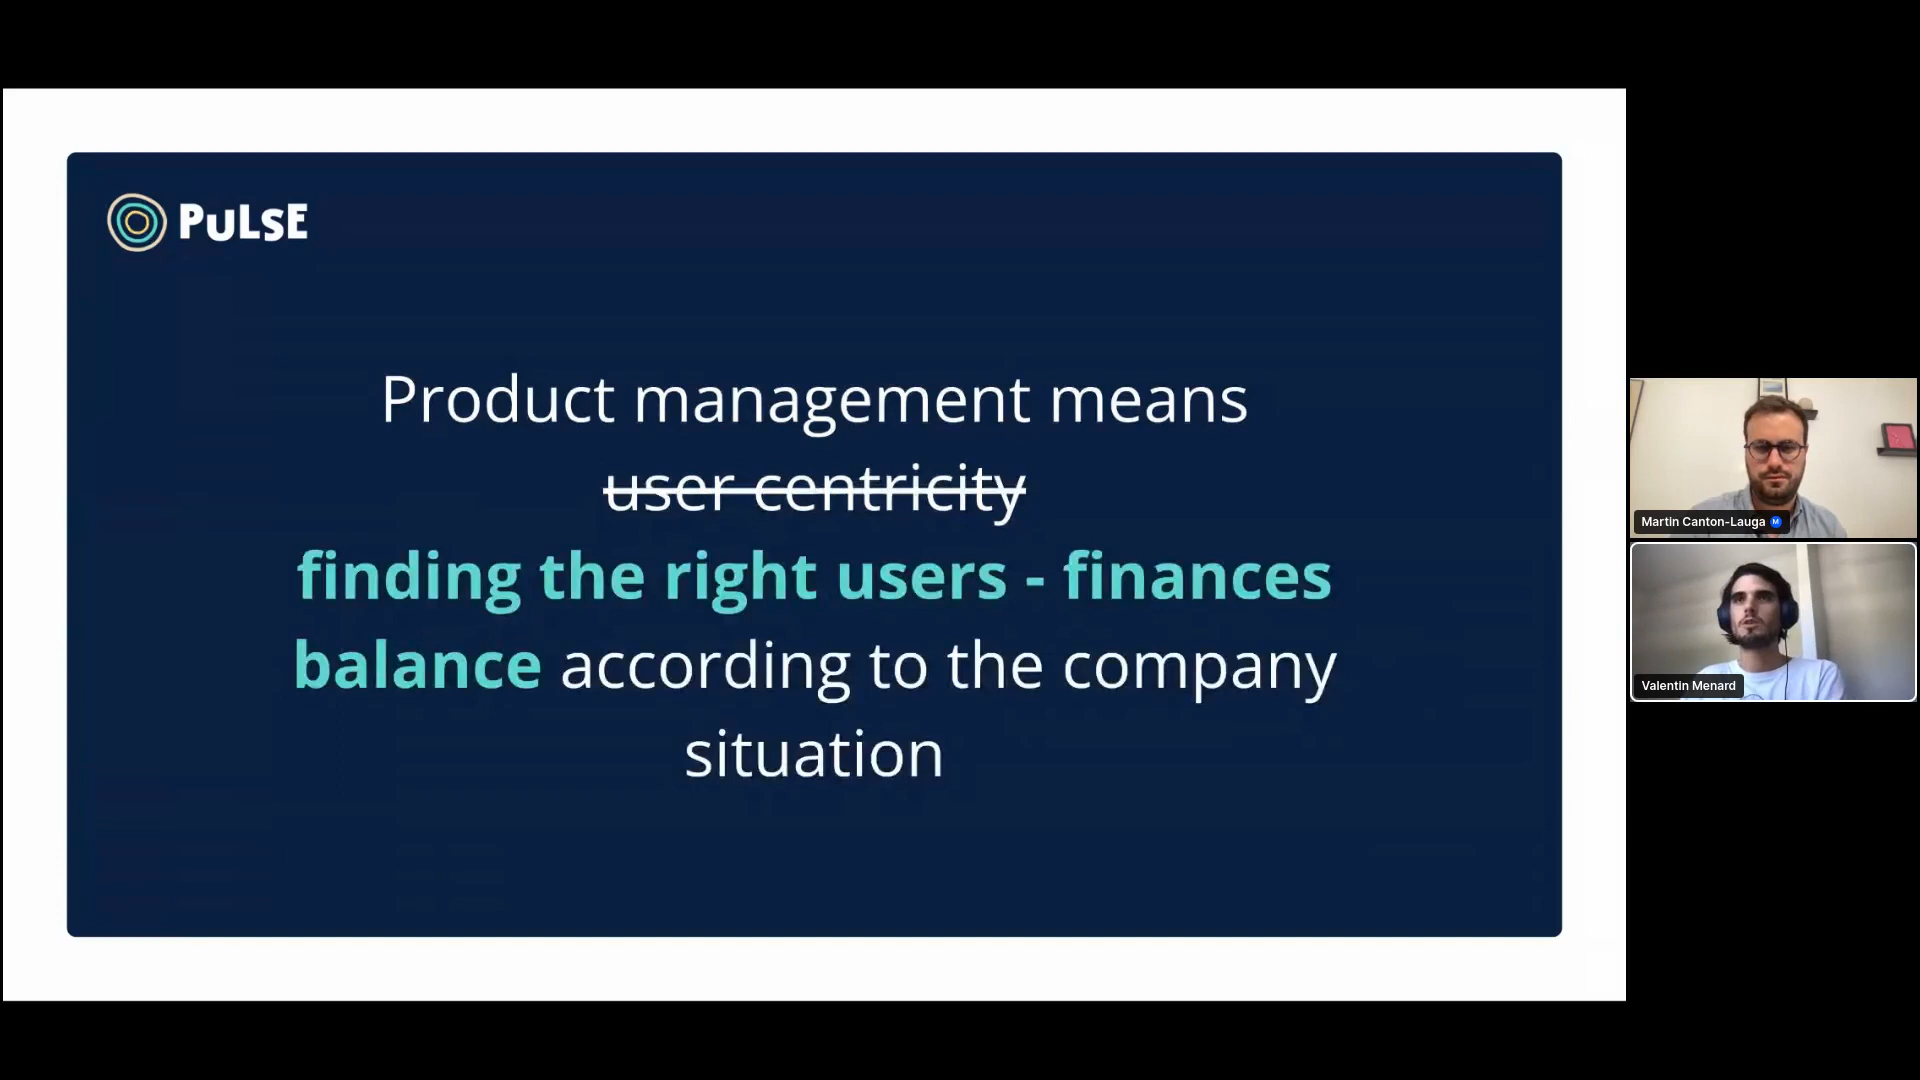 PULSE
Product management means
user centricity
finding the right users - finances
balance according to the company
situation
Martin Canton-Lauga M
Valentin Menard